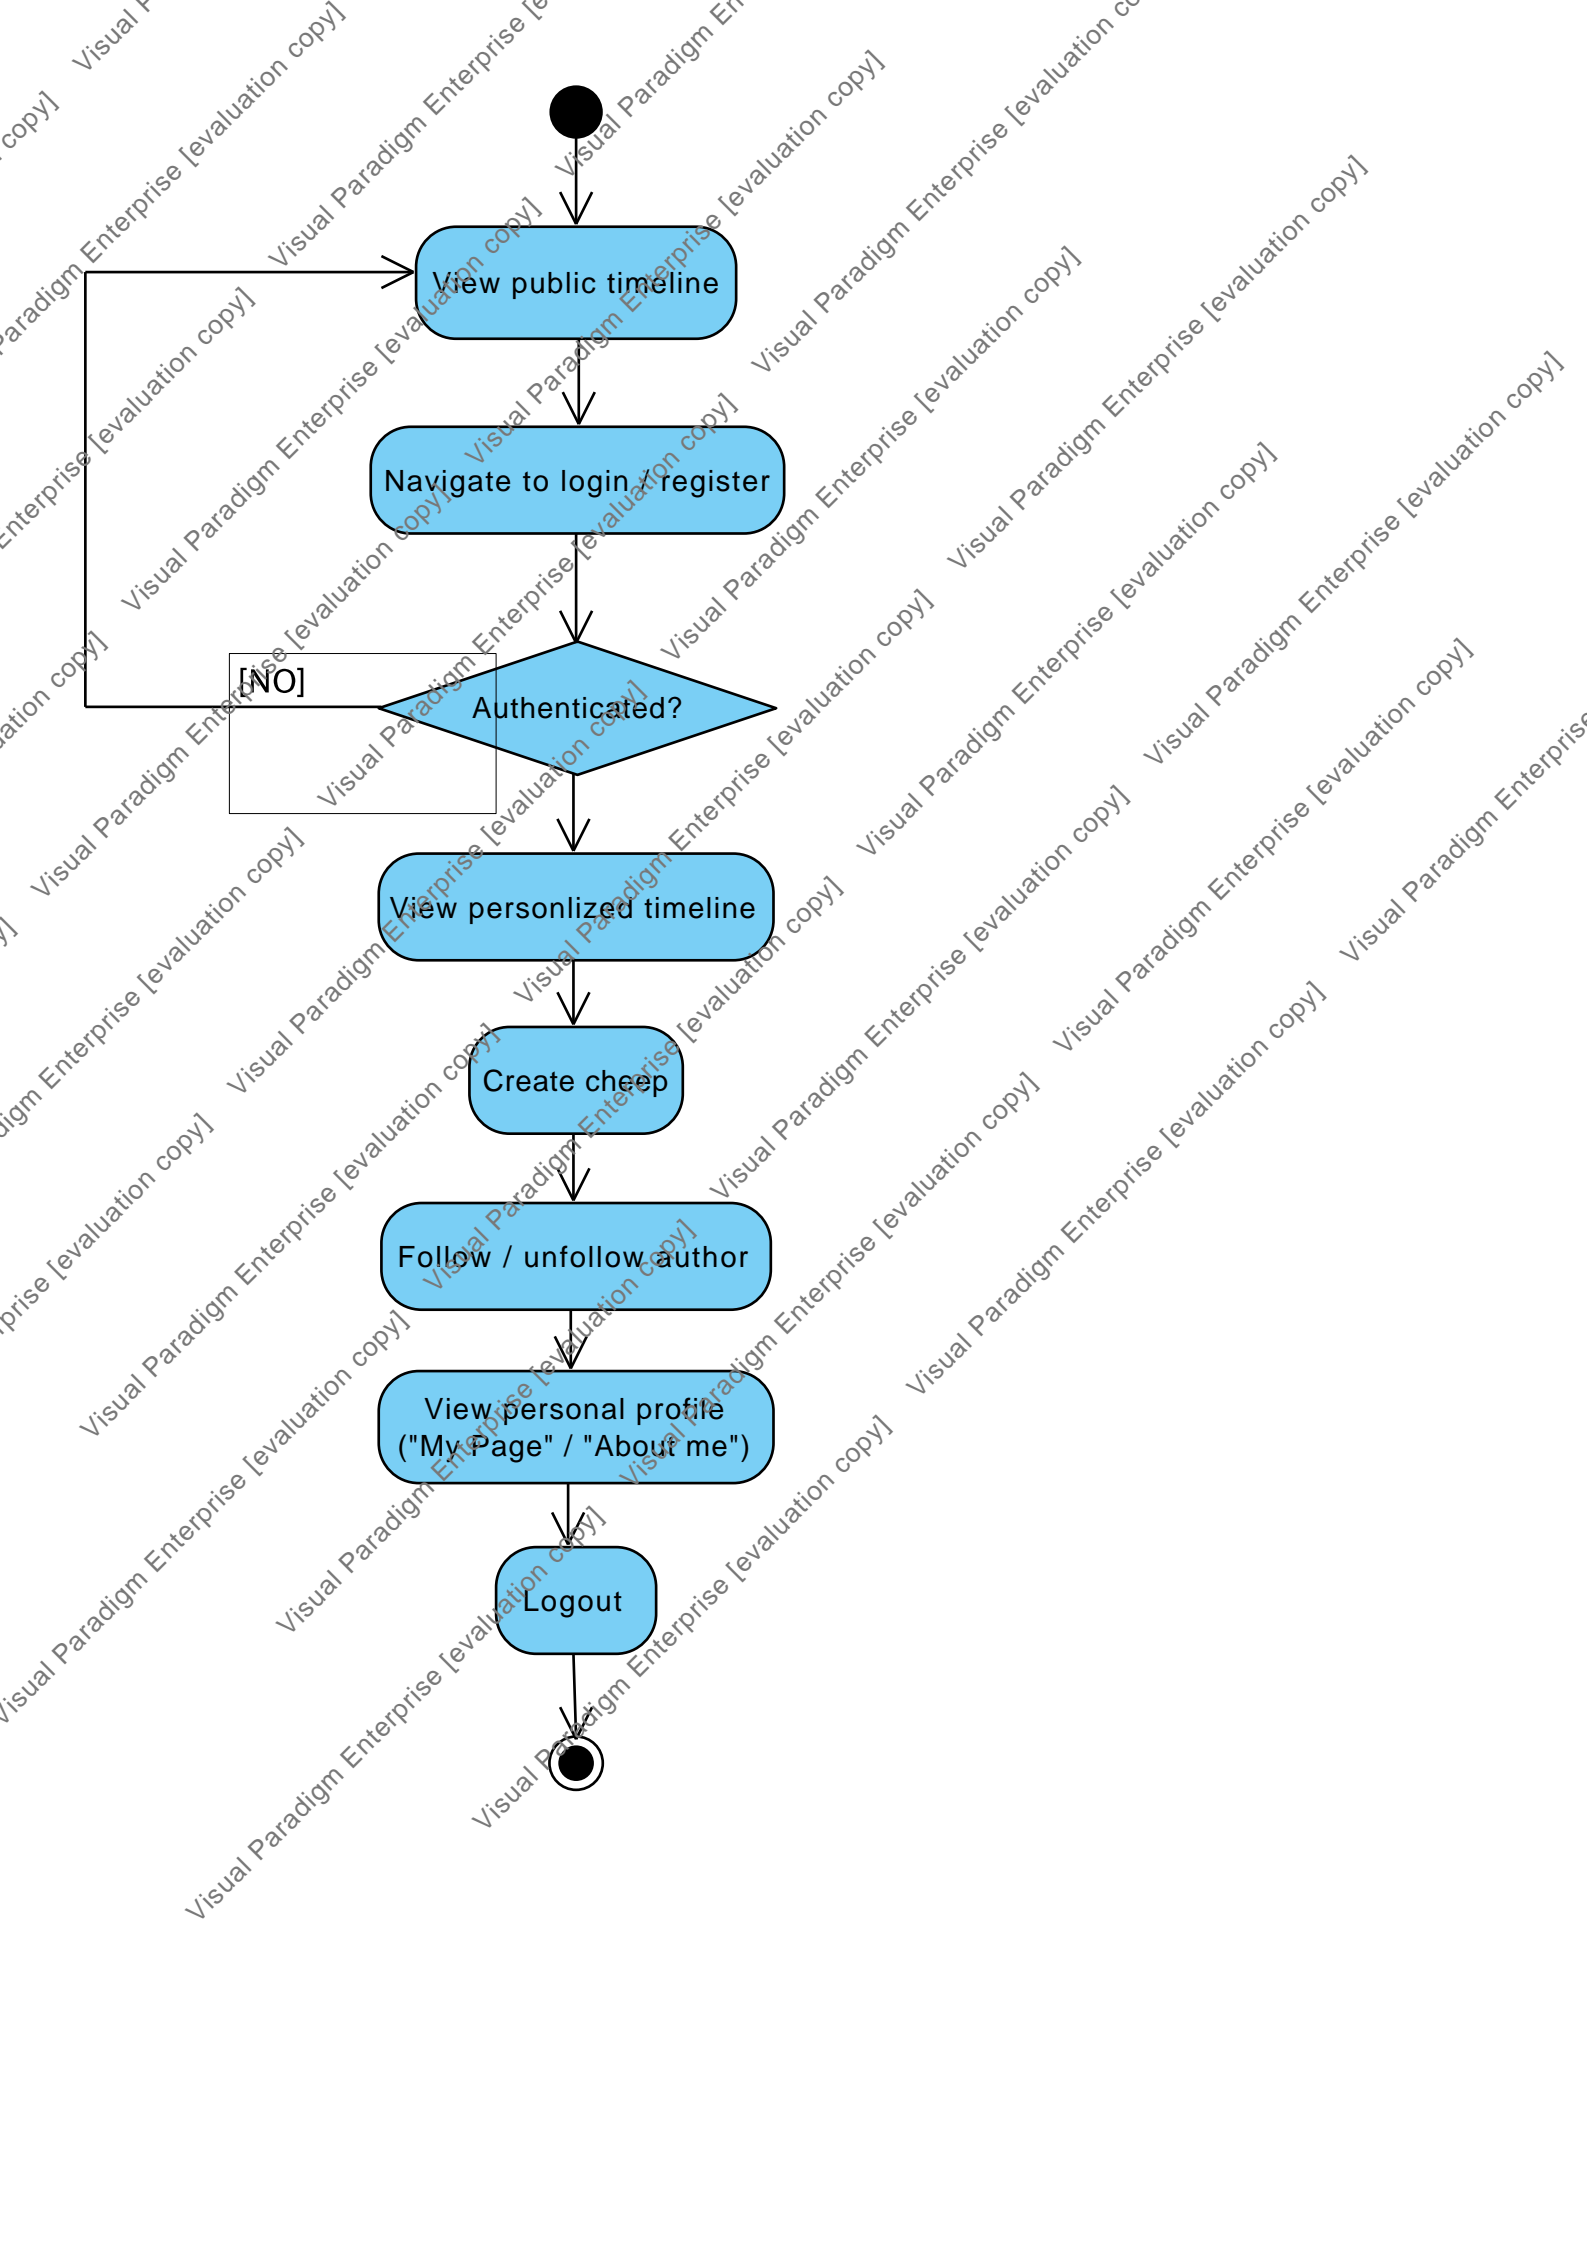 View public timeline
Navigate to login / register
[NO]
Authenticated?
View personlized timeline
Create cheep
Follow / unfollow author
View personal profile
("My Page" / "About me")
Logout
Visual Paradigm Enterprise [evaluation copy]